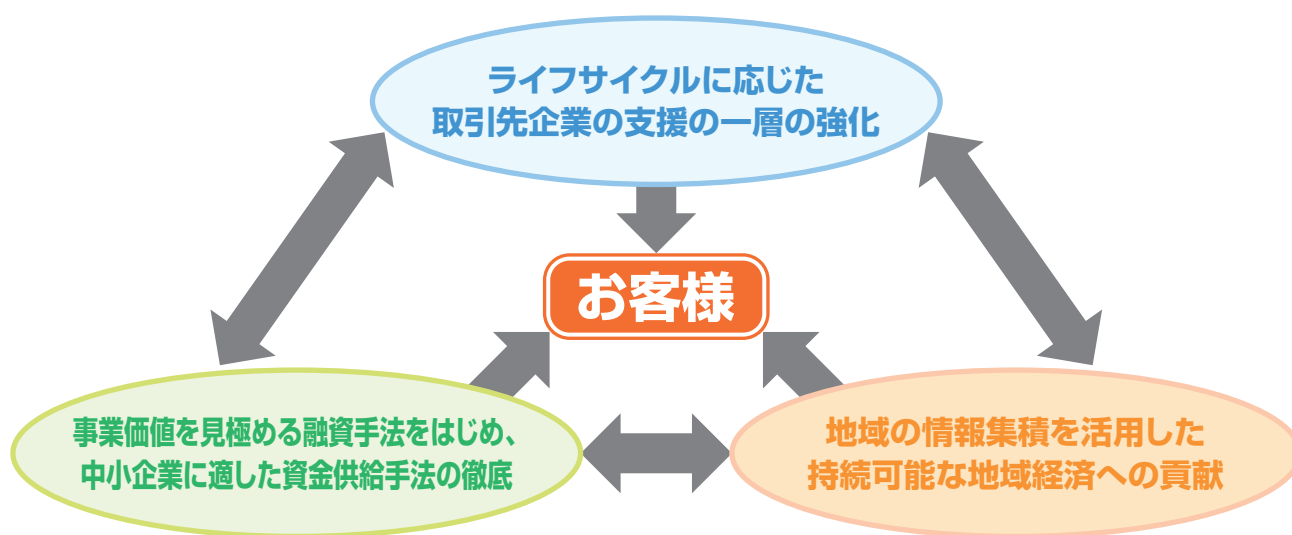 ライフサイクルに応じた
取引先企業の支援の一層の強化
お客様
事業価値を見極める融資手法をはじめ、
中小企業に適した資金供給手法の徹底
地域の情報集積を活用した
持続可能な地域経済への貢献